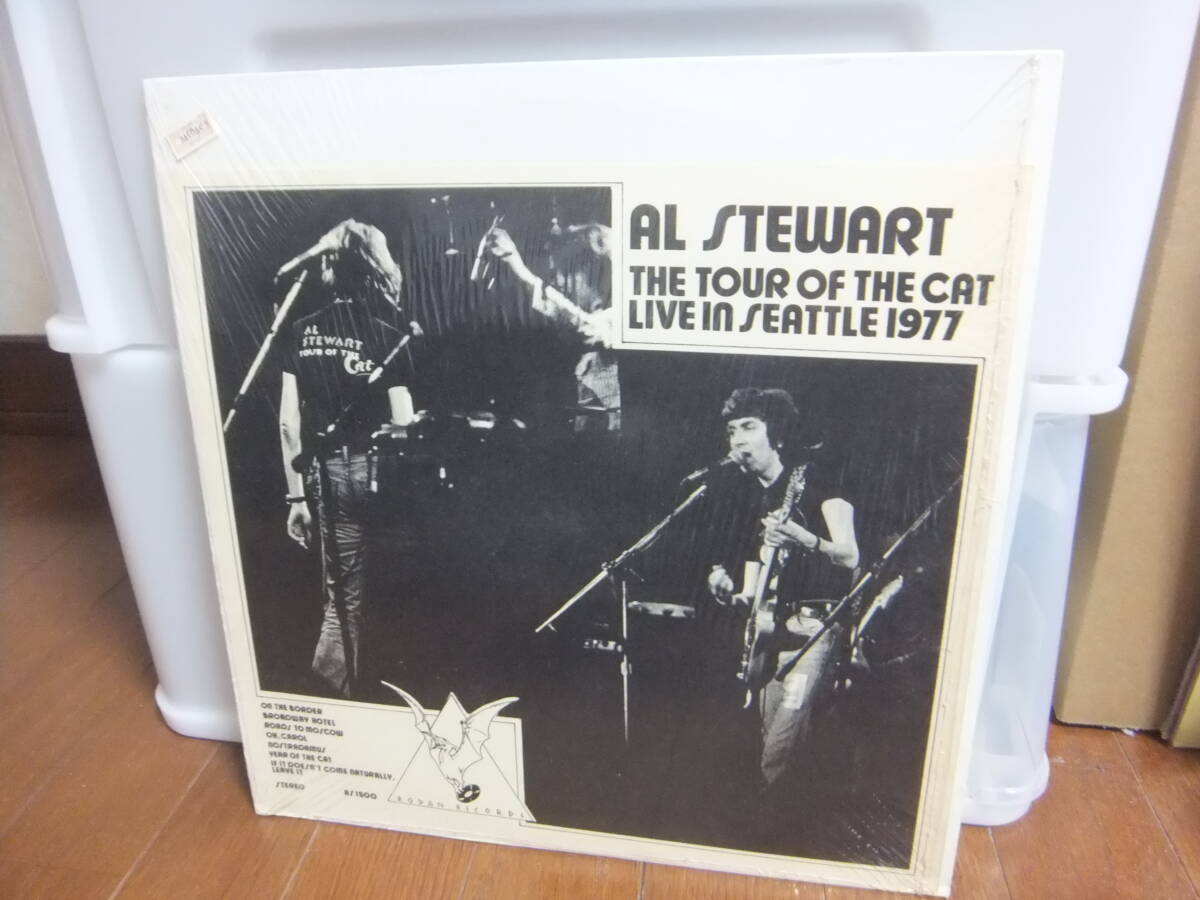 AL STEWART
THE TOUR OF THE CAT
LIVE IN SEATTLE 1977
AL
STEWART
TOUR OF THE
Cat
ON THE BORDER
BROADWAY HOTEL
ROADS TO MOSCOW
OH, CAROL
NOSTRADAMUS
YEAR OF THE CAT
IF IT DOESN'T COME NATURALLY,
LEAVE IT
STEREO RS1500
RODAN RECORDS